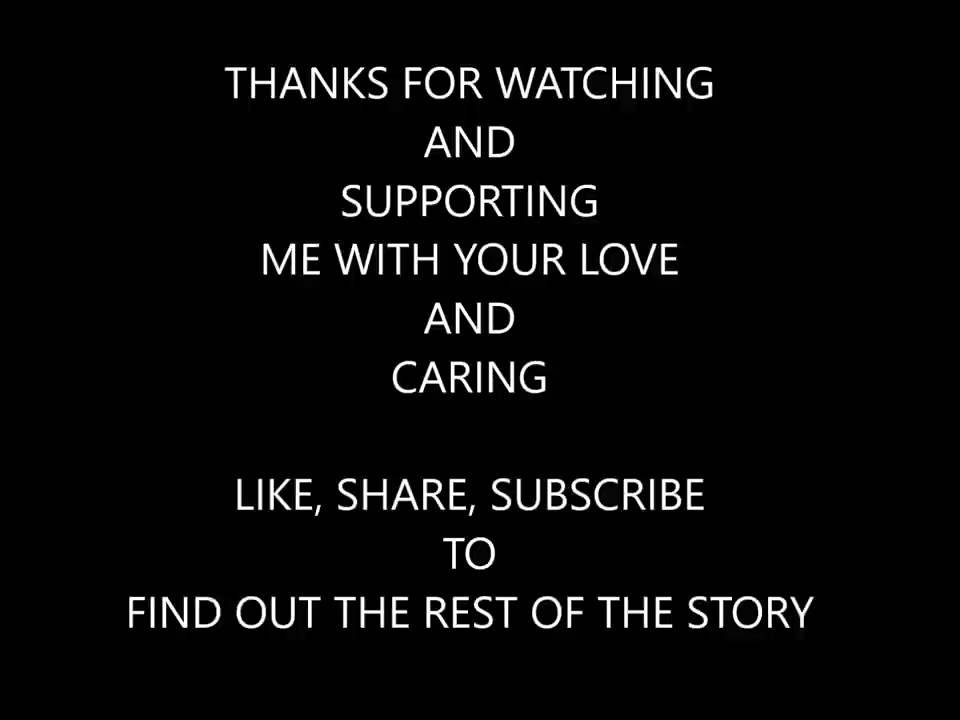 THANKS FOR WATCHING
AND
SUPPORTING
ME WITH YOUR LOVE
AND
CARING
LIKE, SHARE, SUBSCRIBE
TO
FIND OUT THE REST OF THE STORY